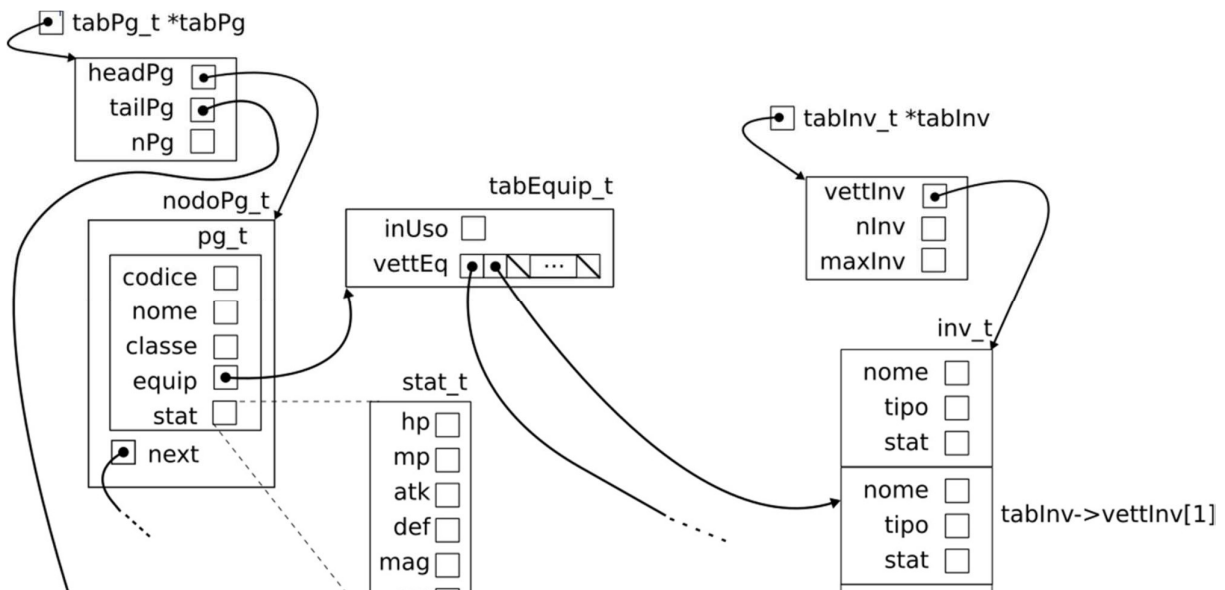 tabPg_t *tabPg
headPg
tailPg
nPg
nodoPg_t
pg_t
codice
nome
classe
equip
stat
next
tabEquip_t
inUso
vettEq
...
stat_t
hp
mp
atk
def
mag
tabInv_t *tabInv
vettInv
nInv
maxInv
inv_t
nome
tipo
stat
nome
tipo
stat
tabInv->vettInv[1]